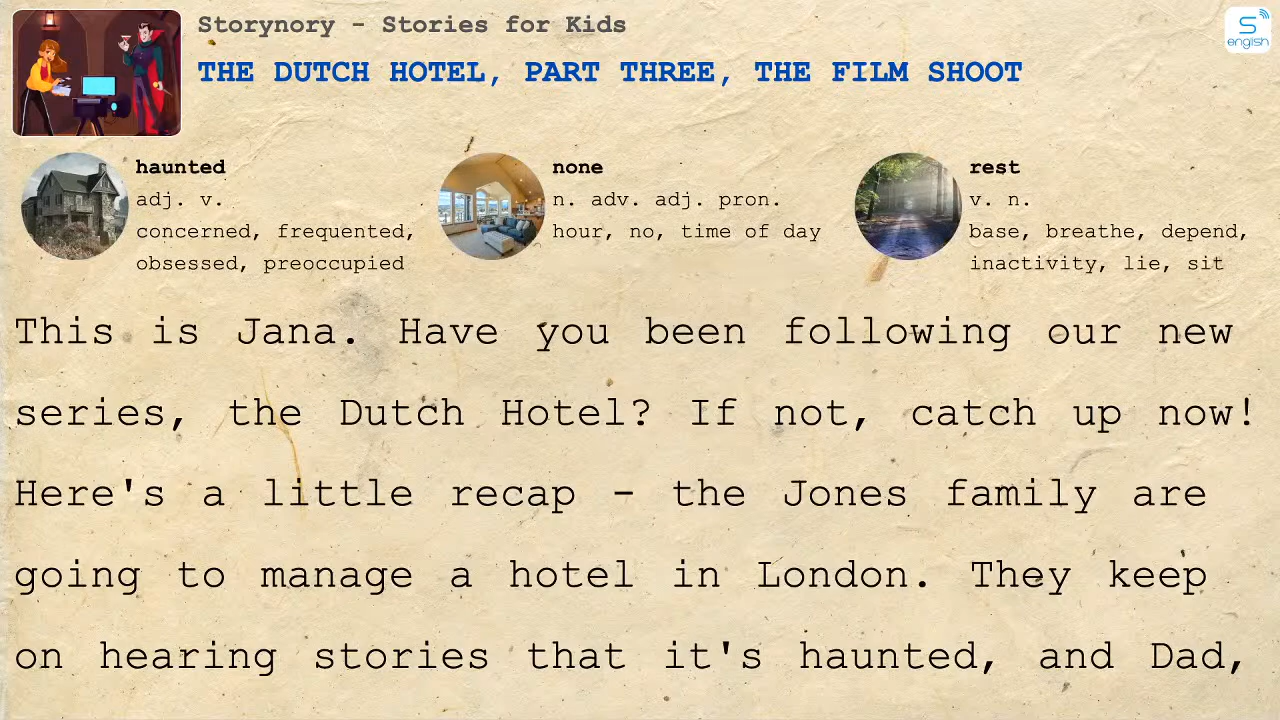 Storynory - Stories for Kids
S
english
THE DUTCH HOTEL, PART THREE, THE FILM SHOOT
haunted
adj. v.
concerned, frequented,
obsessed, preoccupied
none
n. adv. adj. pron.
hour, no, time of day
rest
v. n.
base, breathe, depend,
inactivity, lie, sit
This is Jana. Have you been following our new
series, the Dutch Hotel? If not, catch up now!
Here's a little recap - the Jones family are
going to manage a hotel in London. They keep
on hearing stories that it's haunted, and Dad,